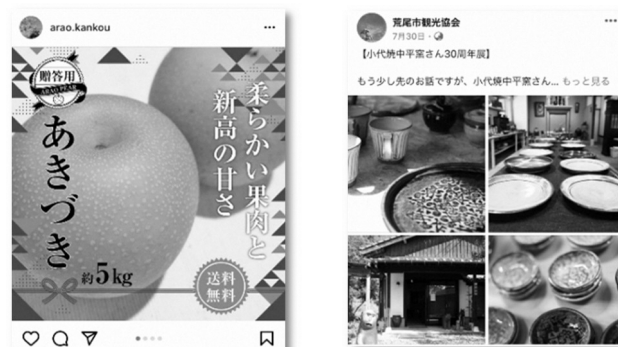 arao.kankou
贈答用
ARAO PEAR
あきづき
柔らかい果肉と
新高の甘さ
約5kg
送料
無料
荒尾市観光協会
7月30日
【小代焼中平窯さん30周年展】
もう少し先のお話ですが、小代焼中平窯さん... もっと見る